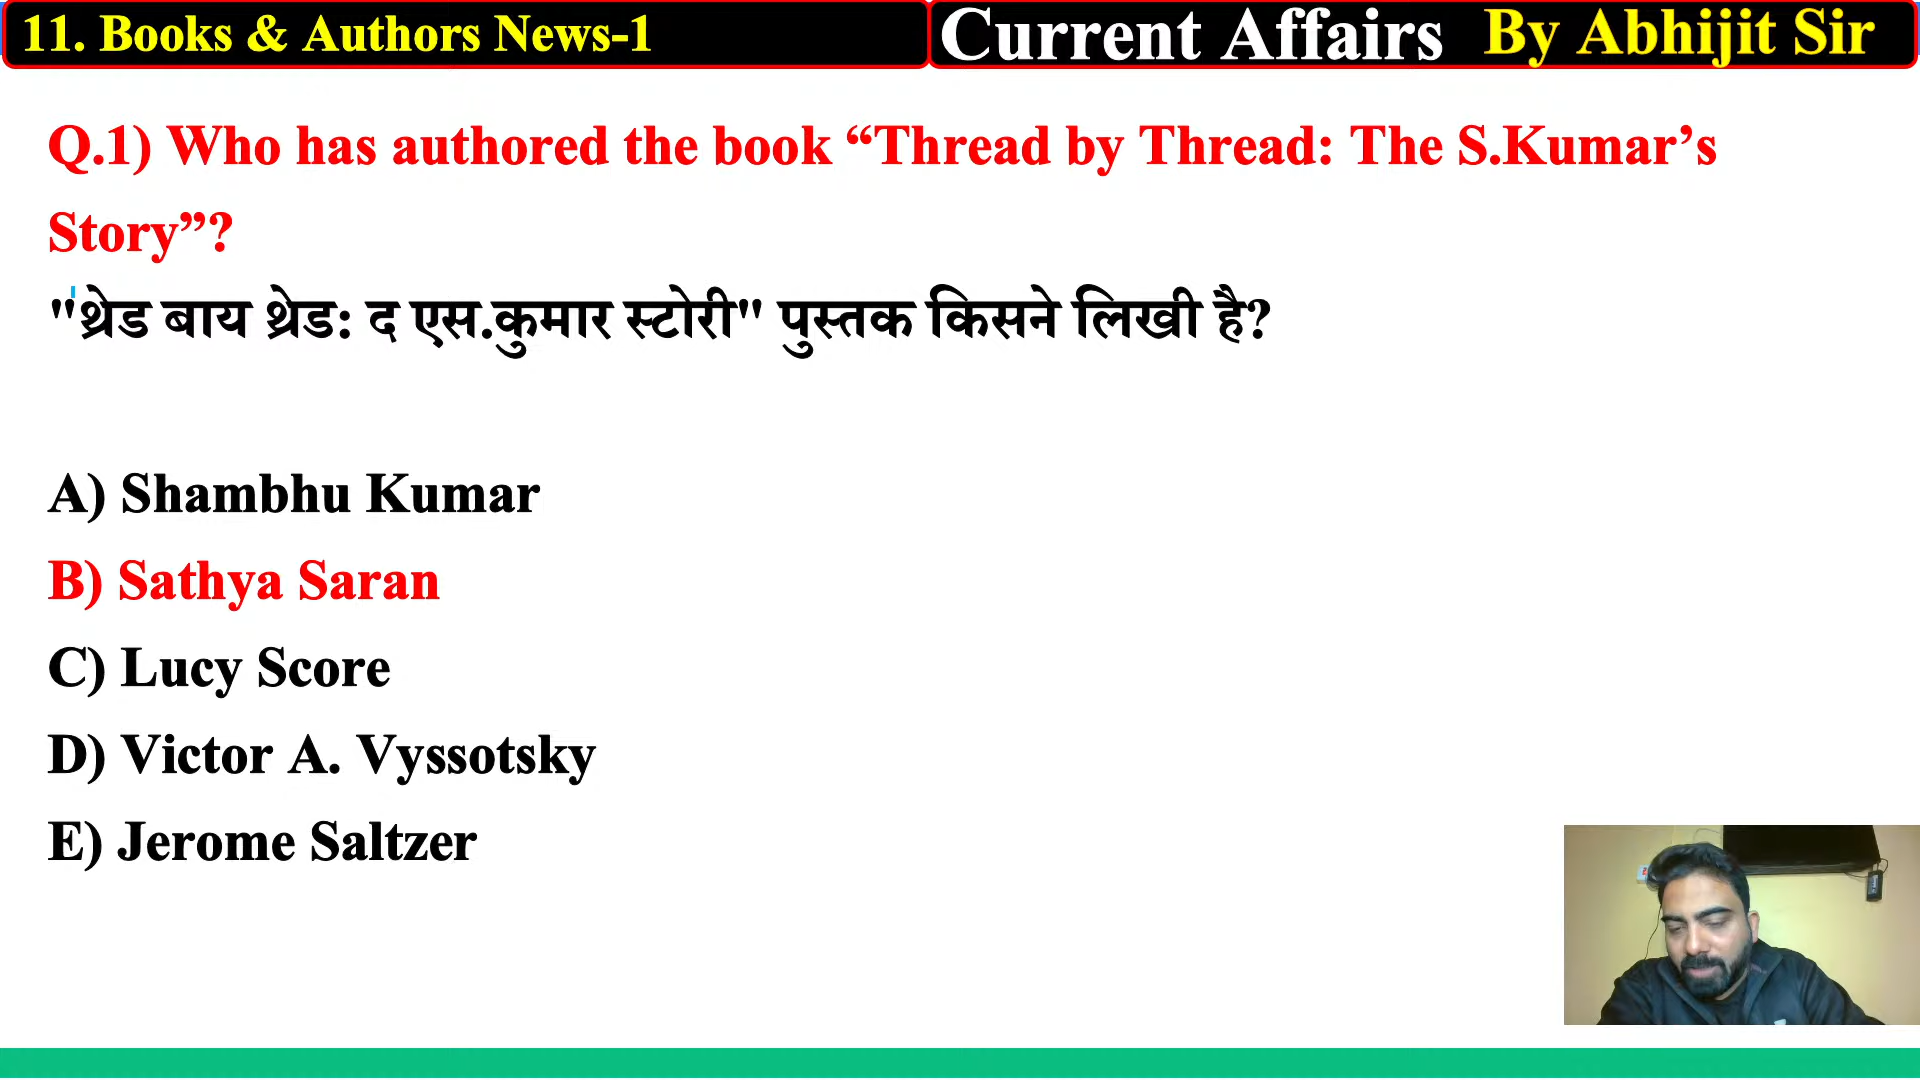 11. Books & Authors News-1
Current Affairs By Abhijit Sir
Q.1) Who has authored the book “Thread by Thread: The S.Kumar’s
Story”?
"थ्रेड बाय थ्रेड: द एस.कुमार स्टोरी" पुस्तक किसने लिखी है?
A) Shambhu Kumar
B) Sathya Saran
C) Lucy Score
D) Victor A. Vyssotsky
E) Jerome Saltzer